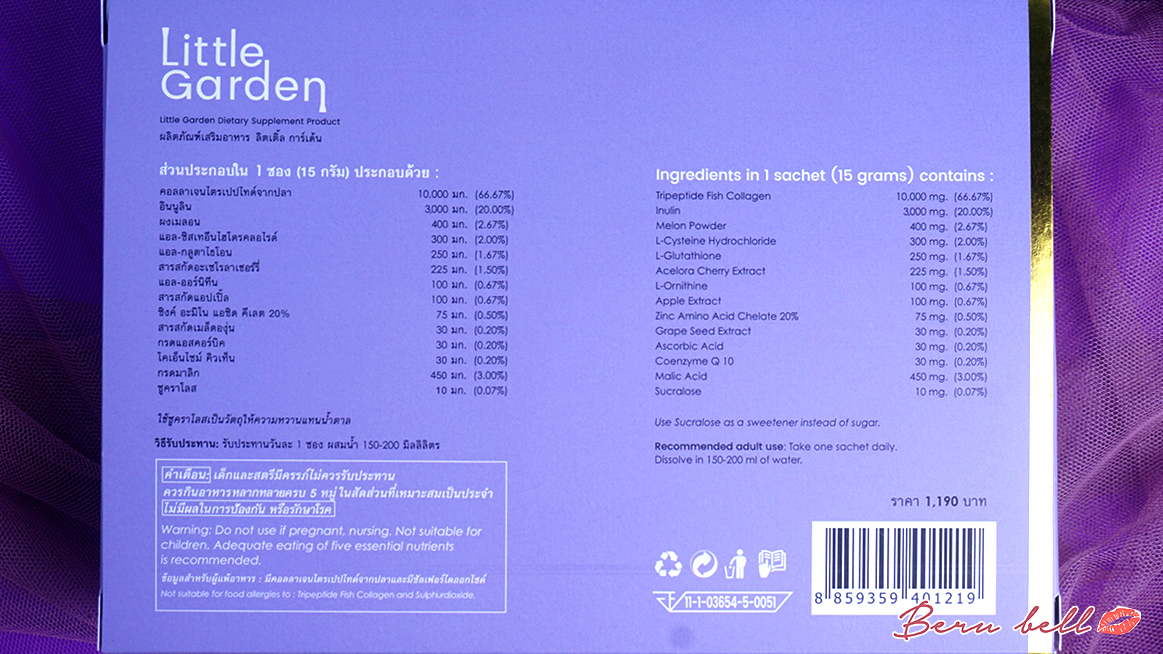 Little
Garden
Little Garden Dietary Supplement Product
ผลิตภัณฑ์เสริมอาหาร ลิตเติ้ล การ์เด้น
ส่วนประกอบใน 1 ซอง (15 กรัม) ประกอบด้วย :
คอลลาเจนไตรเปปไทด์จากปลา 10,000 มก. (66.67%)
อินนูลิน 3,000 มก. (20.00%)
ผงเมลอน 400 มก. (2.67%)
แอล-ซิสเทอีนไฮโดรคลอไรด์ 300 มก. (2.00%)
แอล-กลูตาไธโอน 250 มก. (1.67%)
สารสกัดอะเซโรลาเชอร์รี่ 225 มก. (1.50%)
แอล-ออร์นิทีน 100 มก. (0.67%)
สารสกัดแอปเปิ้ล 100 มก. (0.67%)
ซิงค์ อะมิโน แอซิด คีเลต 20% 75 มก. (0.50%)
สารสกัดเมล็ดองุ่น 30 มก. (0.20%)
กรดแอสคอร์บิค 30 มก. (0.20%)
โคเอ็นไซม์ คิวเท็น 30 มก. (0.20%)
กรดมาลิก 450 มก. (3.00%)
ซูคราโลส 10 มก. (0.07%)
ใช้ซูคราโลสเป็นวัตถุให้ความหวานแทนน้ำตาล
วิธีรับประทาน: รับประทานวันละ 1 ซอง ผสมน้ำ 150-200 มิลลิลิตร
คำเตือน: เด็กและสตรีมีครรภ์ไม่ควรรับประทาน
ควรกินอาหารหลากหลายครบ 5 หมู่ ในสัดส่วนที่เหมาะสมเป็นประจำ
ไม่มีผลในการป้องกัน หรือรักษาโรค
Warning: Do not use if pregnant, nursing. Not suitable for
children. Adequate eating of five essential nutrients
is recommended.
ข้อมูลสำหรับผู้แพ้อาหาร : มีคอลลาเจนไตรเปปไทด์จากปลาและมีซัลเฟอร์ไดออกไซด์
Not suitable for food allergies to : Tripeptide Fish Collagen and Sulphurdioxide.
Ingredients in 1 sachet (15 grams) contains :
Tripeptide Fish Collagen 10,000 mg. (66.67%)
Inulin 3,000 mg. (20.00%)
Melon Powder 400 mg. (2.67%)
L-Cysteine Hydrochloride 300 mg. (2.00%)
L-Glutathione 250 mg. (1.67%)
Acelora Cherry Extract 225 mg. (1.50%)
L-Ornithine 100 mg. (0.67%)
Apple Extract 100 mg. (0.67%)
Zinc Amino Acid Chelate 20% 75 mg. (0.50%)
Grape Seed Extract 30 mg. (0.20%)
Ascorbic Acid 30 mg. (0.20%)
Coenzyme Q 10 30 mg. (0.20%)
Malic Acid 450 mg. (3.00%)
Sucralose 10 mg. (0.07%)
Use Sucralose as a sweetener instead of sugar.
Recommended adult use: Take one sachet daily.
Dissolve in 150-200 ml of water.
ราคา 1,190 บาท
11-1-03654-5-0051
8 859359 401219
Beru bell